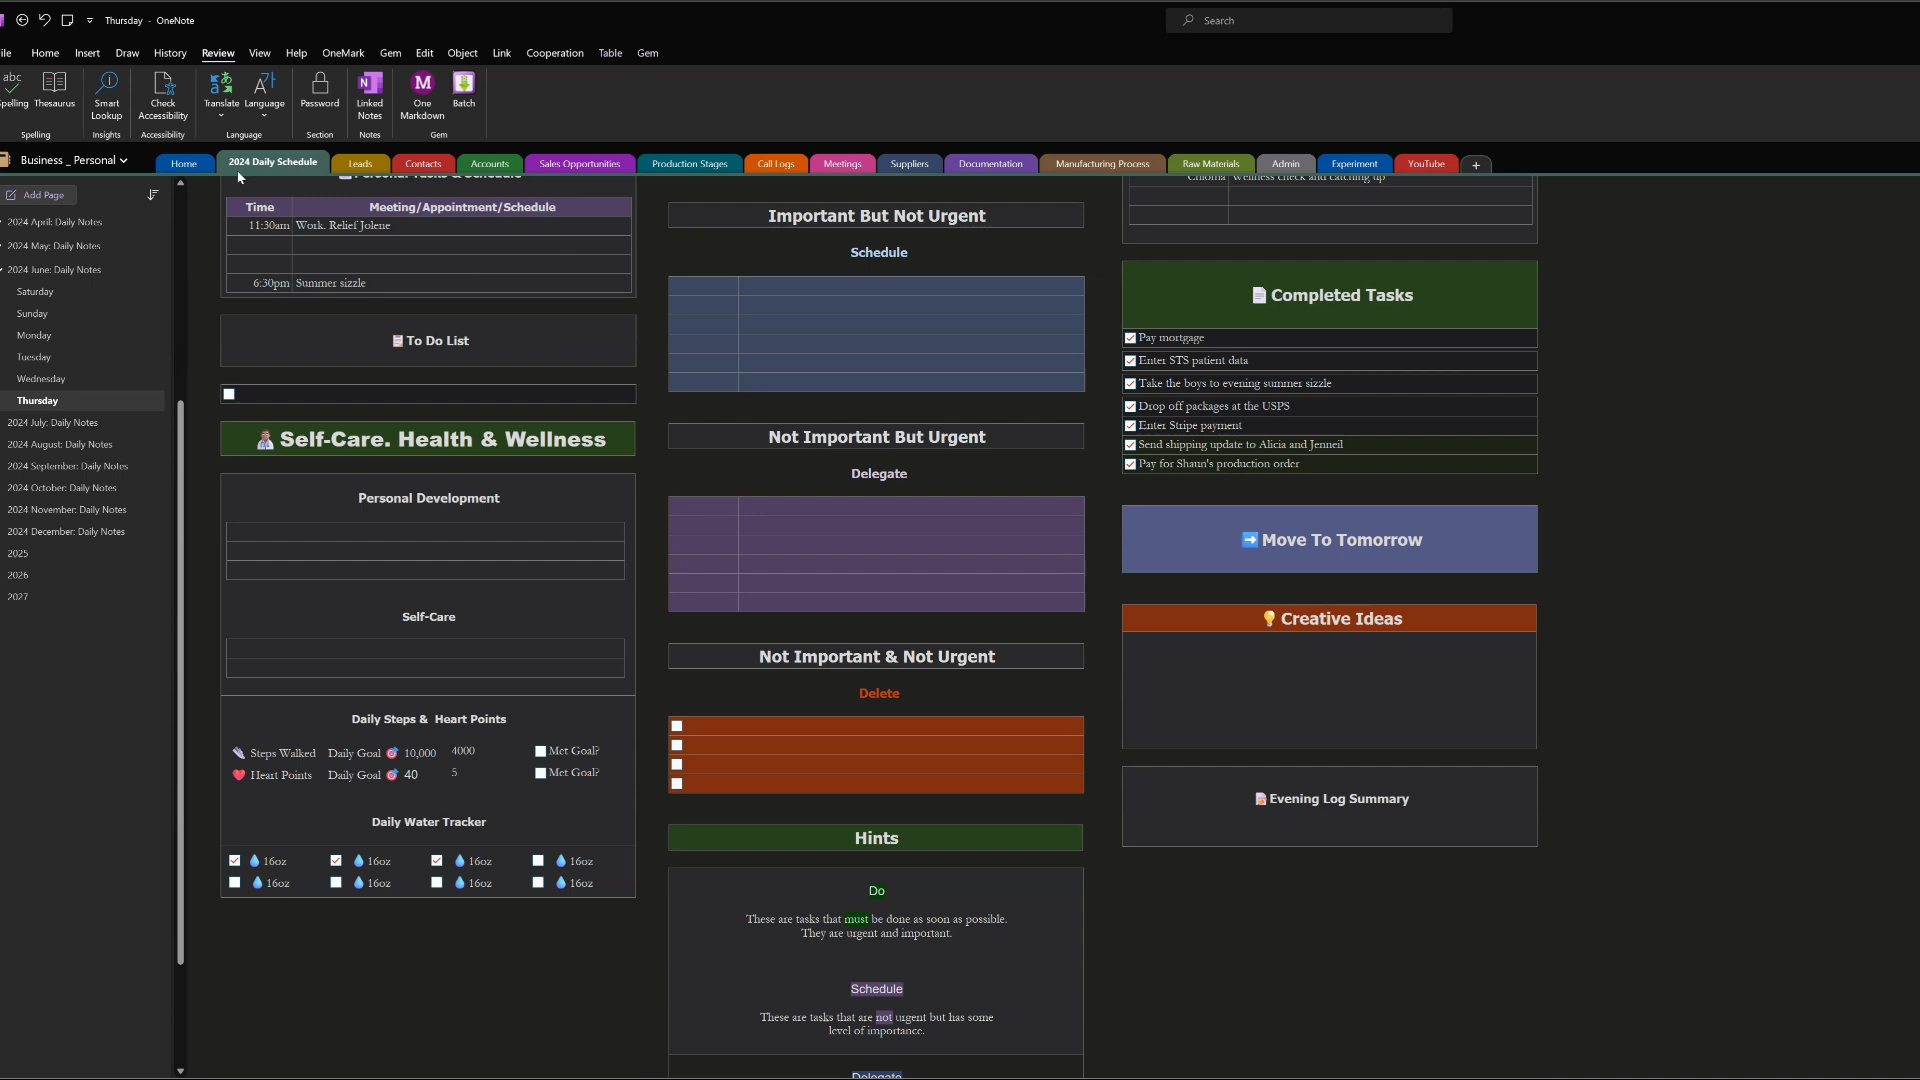 Thursday - OneNote
Search
ile Home Insert Draw History Review View Help OneMark Gem Edit Object Link Cooperation Table Gem
abc
pelling Thesaurus Smart Lookup Check Accessibility Translate Language Password Linked Notes One Markdown Batch
Spelling Insights Accessibility Language Section Notes Gem
Business _ Personal Home 2024 Daily Schedule Leads Contacts Accounts Sales Opportunities Production Stages Call Logs Meetings Suppliers Documentation Manufacturing Process Raw Materials Admin Experiment YouTube +
Add Page
2024 April: Daily Notes
2024 May: Daily Notes
2024 June: Daily Notes
Saturday
Sunday
Monday
Tuesday
Wednesday
Thursday
2024 July: Daily Notes
2024 August: Daily Notes
2024 September: Daily Notes
2024 October: Daily Notes
2024 November: Daily Notes
2024 December: Daily Notes
2025
2026
2027
Personal Tasks & Schedule
Time Meeting/Appointment/Schedule
11:30am Work. Relief Jolene
6:30pm Summer sizzle
To Do List
Self-Care. Health & Wellness
Personal Development
Self-Care
Daily Steps & Heart Points
Steps Walked Daily Goal 10,000 4000 Met Goal?
Heart Points Daily Goal 40 5 Met Goal?
Daily Water Tracker
16oz 16oz 16oz 16oz
16oz 16oz 16oz 16oz
Important But Not Urgent
Schedule
Not Important But Urgent
Delegate
Not Important & Not Urgent
Delete
Hints
Do
These are tasks that must be done as soon as possible.
They are urgent and important.
Schedule
These are tasks that are not urgent but has some
level of importance.
Delegate
Chioma Wellness check and catching up
Completed Tasks
Pay mortgage
Enter STS patient data
Take the boys to evening summer sizzle
Drop off packages at the USPS
Enter Stripe payment
Send shipping update to Alicia and Jenneil
Pay for Shaun's production order
Move To Tomorrow
Creative Ideas
Evening Log Summary